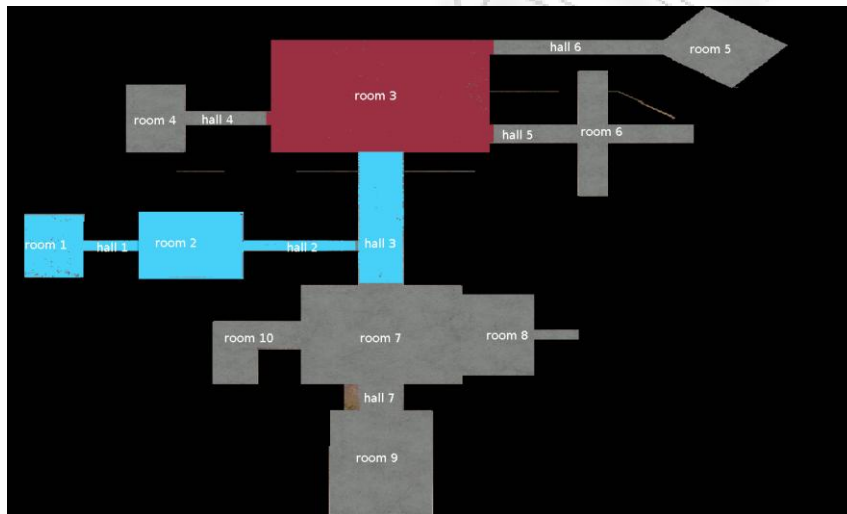 hall 6
room 5
room 3
room 4
hall 4
hall 5
room 6
room 1
hall 1
room 2
hall 2
hall 3
room 10
room 7
room 8
hall 7
room 9